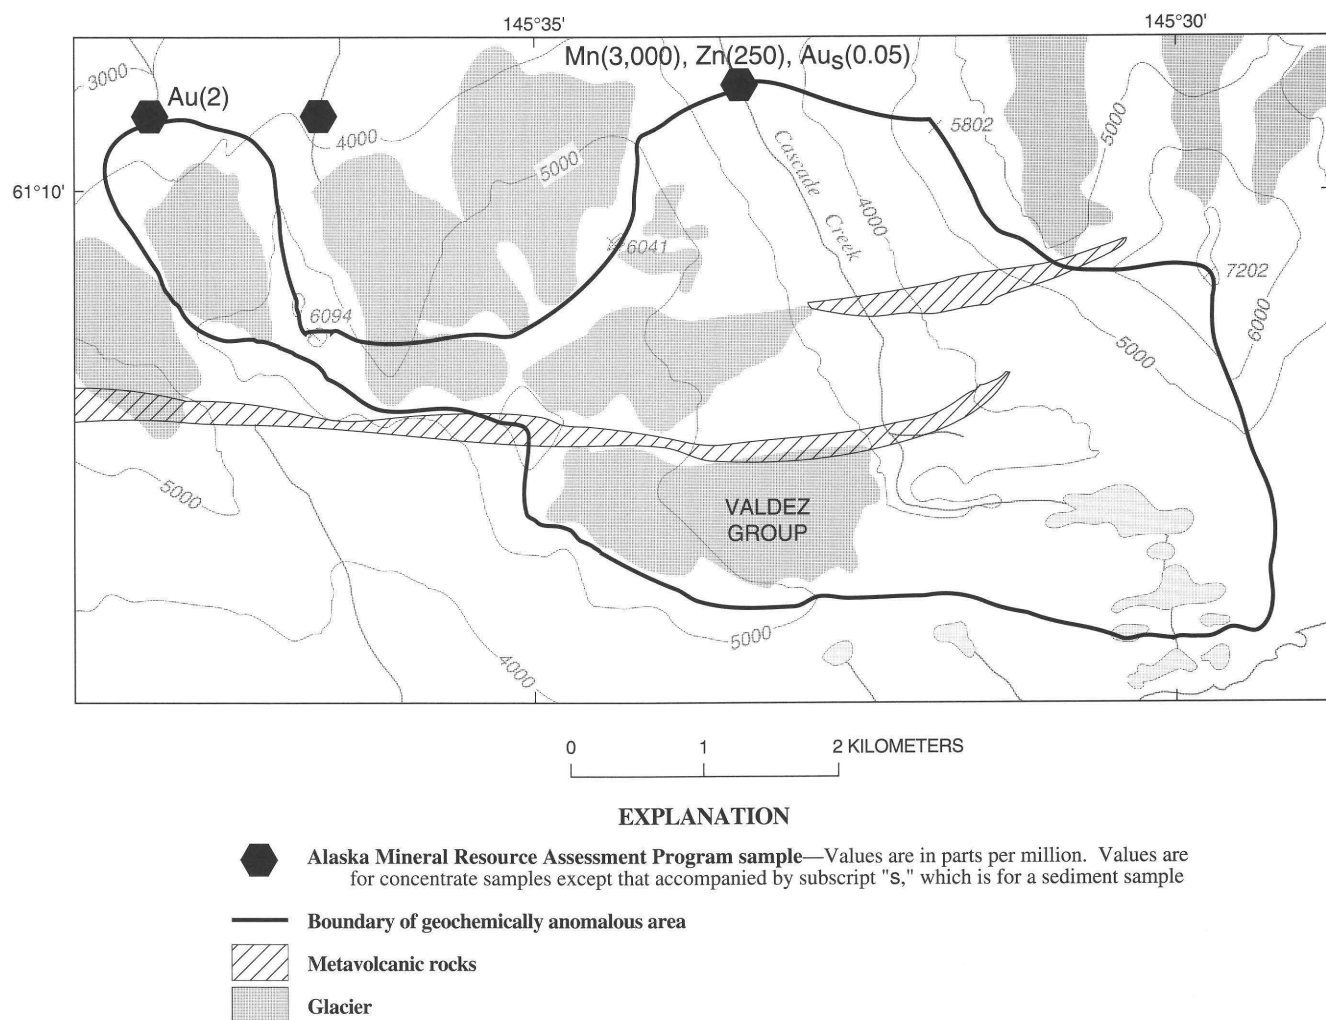 145°35'
145°30'
Mn(3,000), Zn(250), Aus(0.05)
3000
Au(2)
4000
5000
5802
5000
Cascade Creek
4000
61°10'
6041
7202
6094
6000
5000
5000
VALDEZ
GROUP
5000
4000
0 1 2 KILOMETERS
EXPLANATION
Alaska Mineral Resource Assessment Program sample—Values are in parts per million. Values are
for concentrate samples except that accompanied by subscript "s," which is for a sediment sample
Boundary of geochemically anomalous area
Metavolcanic rocks
Glacier